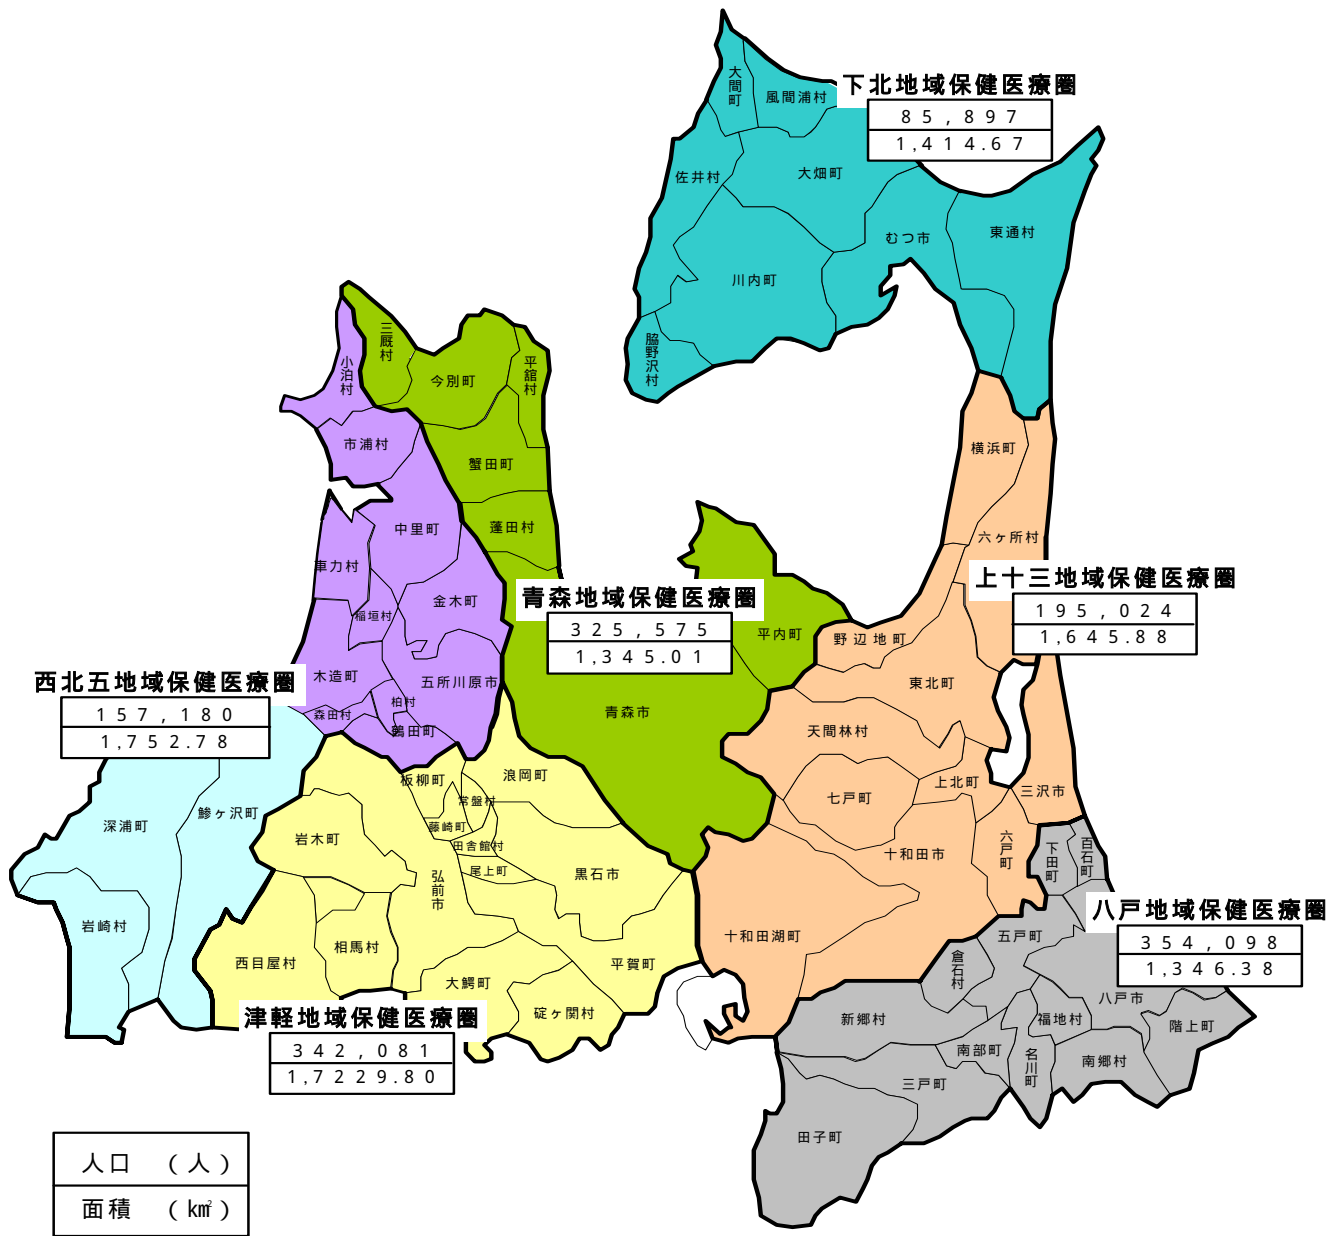 大間町
風間浦村
下北地域保健医療圏
85,897
1,414.67
佐井村
大畑町
むつ市
東通村
川内町
脇野沢村
三厩村
小泊村
今別町
平舘村
市浦村
蟹田町
横浜町
中里町
蓬田村
六ヶ所村
車力村
稲垣村
金木町
青森地域保健医療圏
325,575
1,345.01
上十三地域保健医療圏
195,024
1,645.88
平内町
野辺地町
西北五地域保健医療圏
157,180
1,752.78
木造町
五所川原市
東北町
柏村
森田村
鶴田町
青森市
天間林村
板柳町
浪岡町
上北町
七戸町
三沢市
常盤村
鰺ヶ沢町
深浦町
藤崎町
岩木町
田舎館村
十和田市
六戸町
下田町
百石町
尾上町
黒石市
弘前市
八戸地域保健医療圏
354,098
1,346.38
岩崎村
相馬村
西目屋村
十和田湖町
五戸町
倉石村
平賀町
大鰐町
碇ヶ関村
津軽地域保健医療圏
342,081
1,7229.80
新郷村
福地村
八戸市
階上町
南部町
名川町
南郷村
三戸町
田子町
人口 (人)
面積 (㎢)